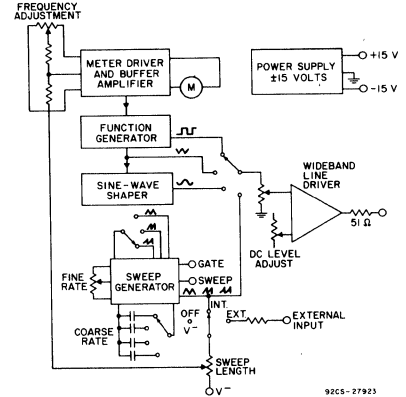 FREQUENCY
ADJUSTMENT
METER DRIVER
AND BUFFER
AMPLIFIER
M
POWER SUPPLY
±15 VOLTS
+15 V
-15 V
FUNCTION
GENERATOR
SINE-WAVE
SHAPER
WIDEBAND
LINE
DRIVER
51 Ω
DC LEVEL
ADJUST
FINE
RATE
SWEEP
GENERATOR
GATE
SWEEP
INT.
OFF
V−
EXT.
EXTERNAL
INPUT
COARSE
RATE
SWEEP
LENGTH
V−
92CS-27923